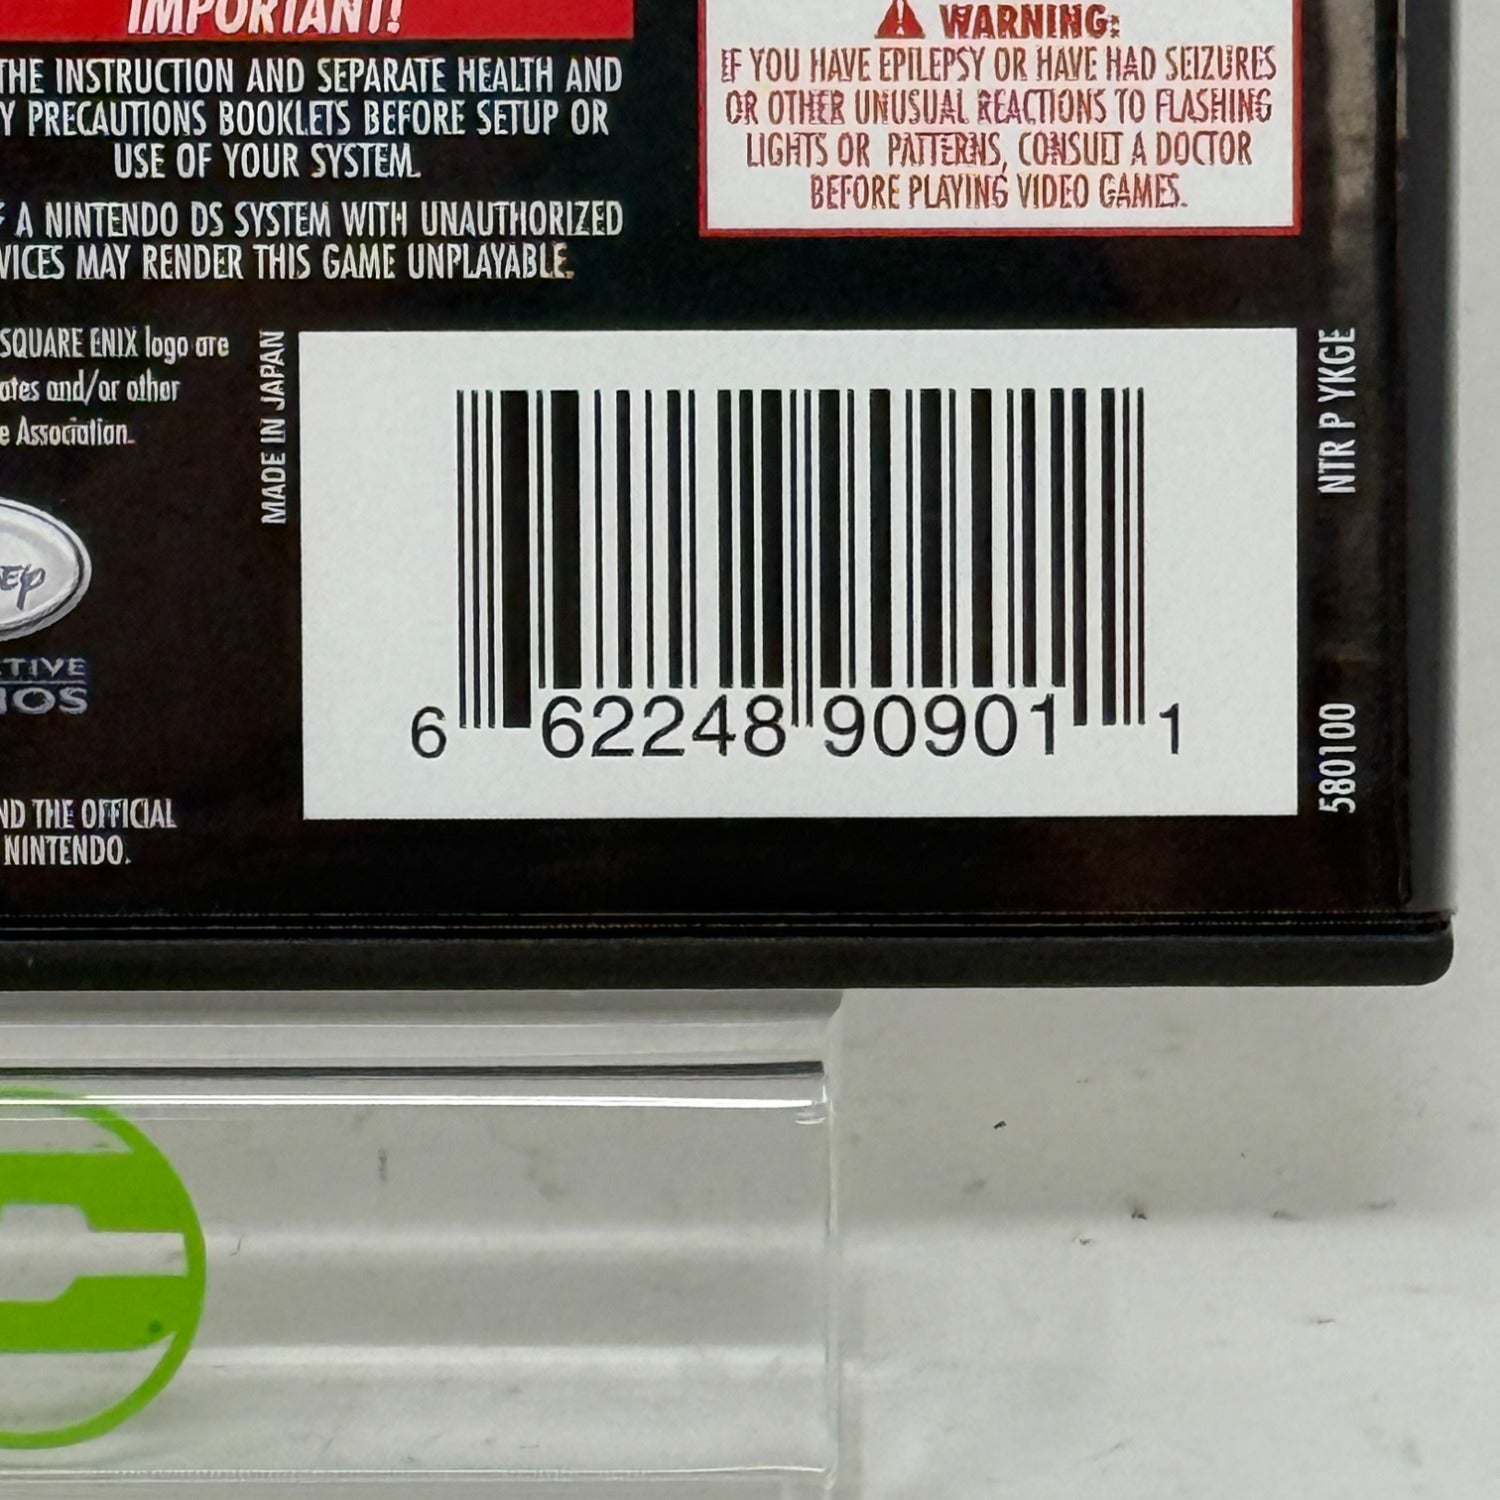 IMPORTANT!
THE INSTRUCTION AND SEPARATE HEALTH AND
Y PRECAUTIONS BOOKLETS BEFORE SETUP OR
USE OF YOUR SYSTEM.
F A NINTENDO DS SYSTEM WITH UNAUTHORIZED
VICES MAY RENDER THIS GAME UNPLAYABLE.
WARNING:
IF YOU HAVE EPILEPSY OR HAVE HAD SEIZURES
OR OTHER UNUSUAL REACTIONS TO FLASHING
LIGHTS OR PATTERNS, CONSULT A DOCTOR
BEFORE PLAYING VIDEO GAMES.
SQUARE ENIX logo are
ates and/or other
e Association.
MADE IN JAPAN
NEY
TIVE
IOS
ND THE OFFICIAL
NINTENDO.
6 62248 90901 1
NTR P YKGE
580100